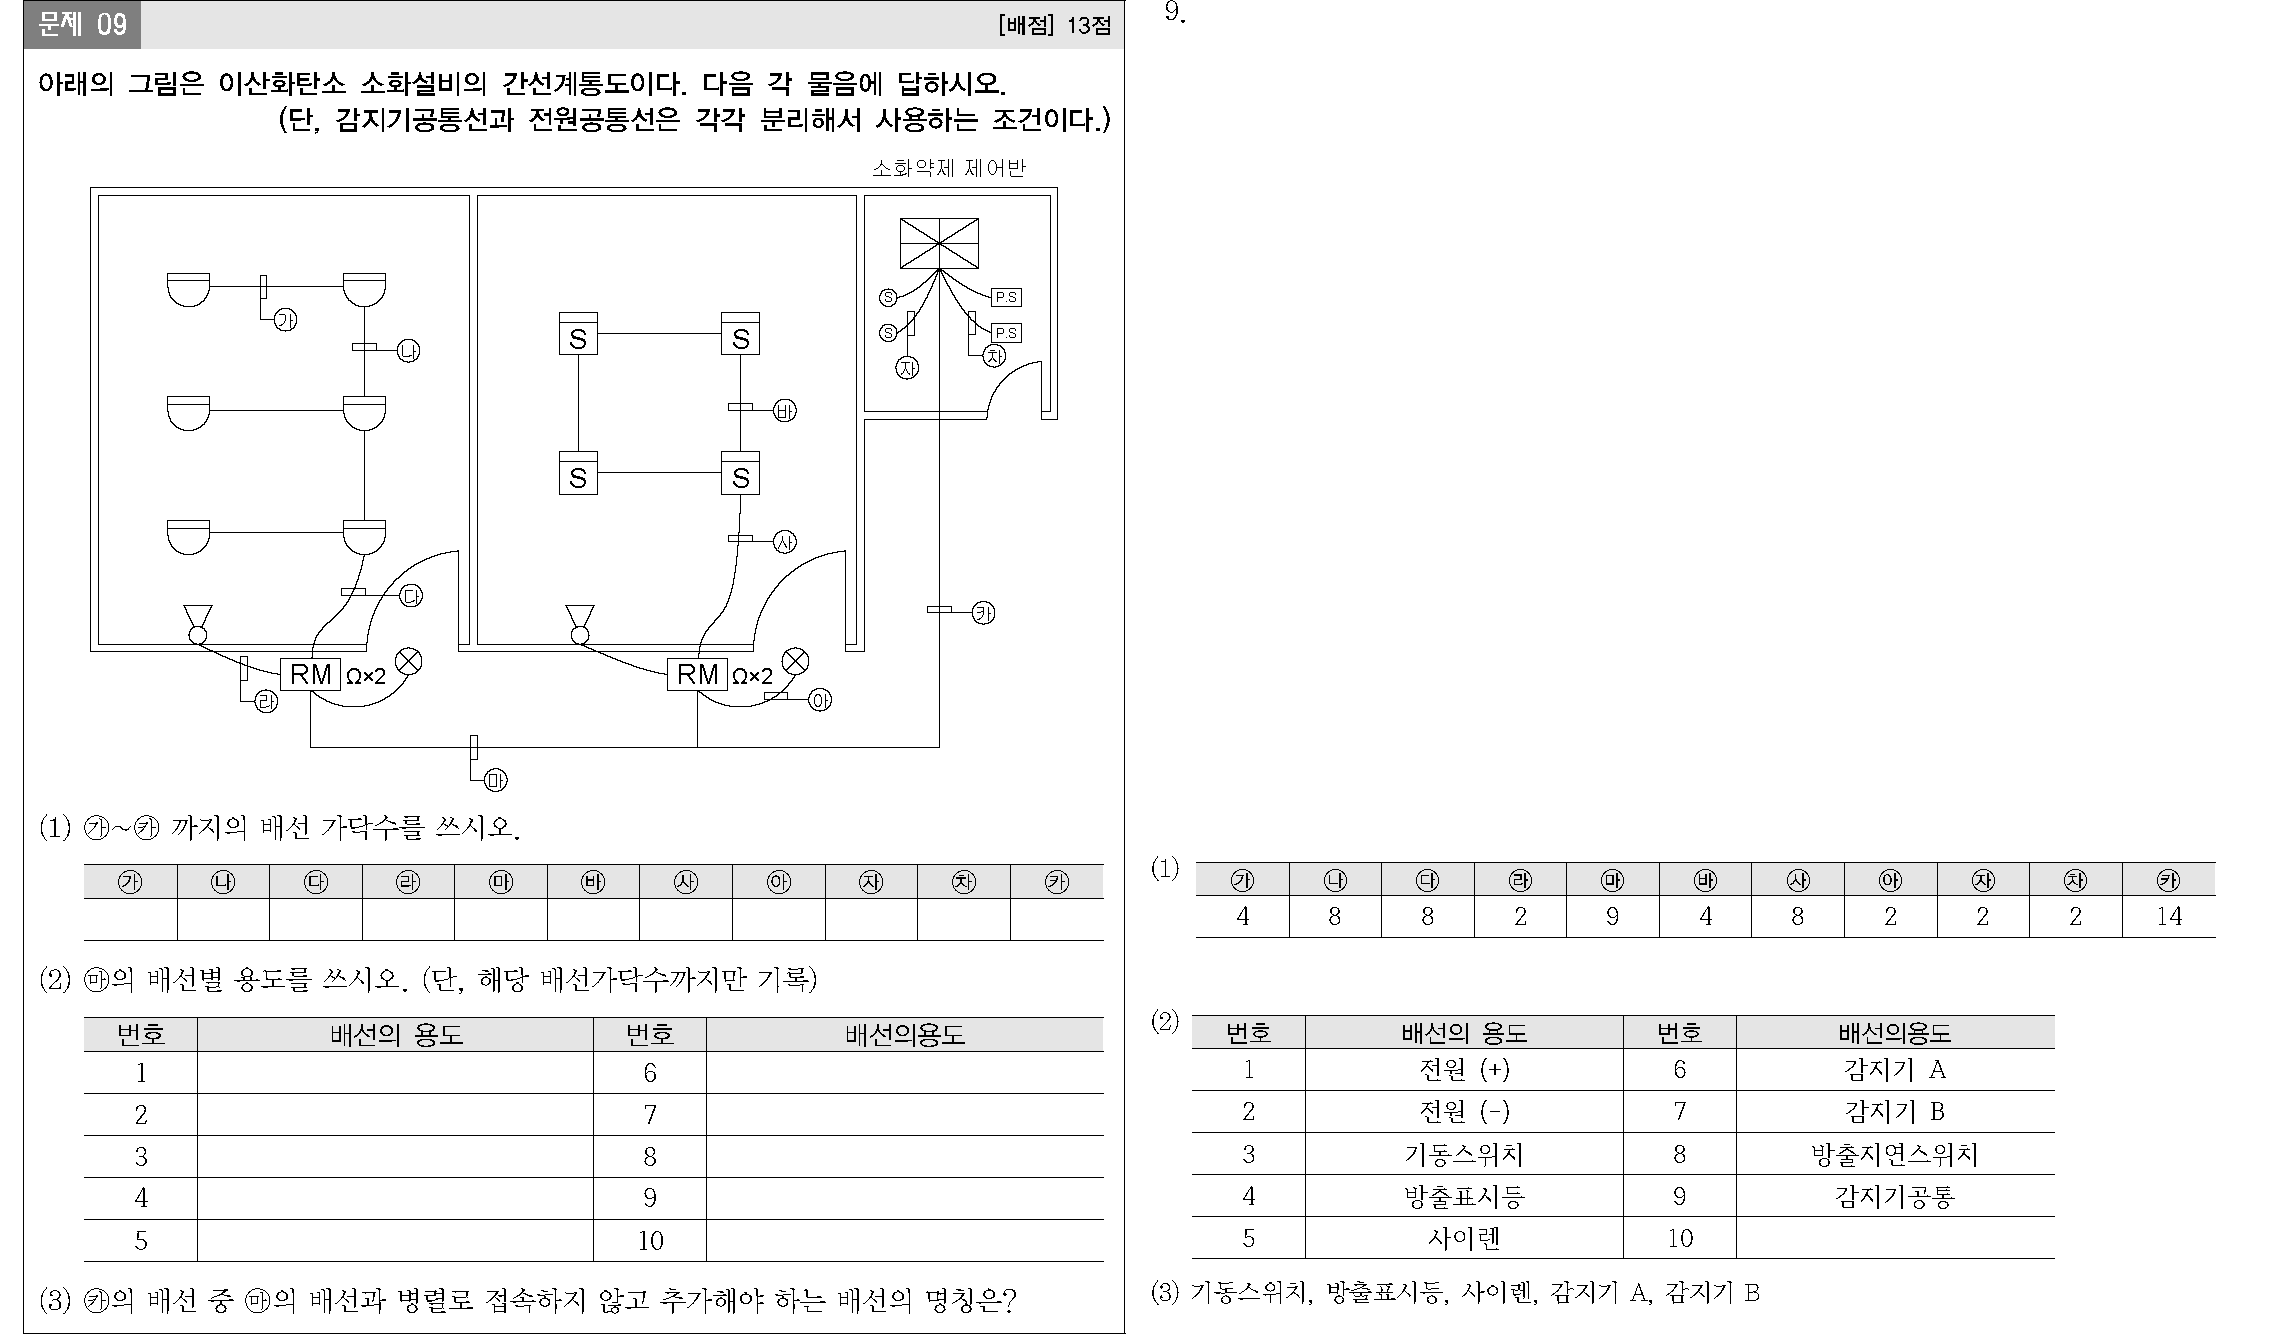 문제 09
[배점] 13점
아래의 그림은 이산화탄소 소화설비의 간선계통도이다. 다음 각 물음에 답하시오.
(단, 감지기공통선과 전원공통선은 각각 분리해서 사용하는 조건이다.)
소화약제 제어반
㉮
㉯
S S
S S
S P.S
S P.S
㉶ ㉷
㉳
㉴
㉰
㉸
RM Ω×2
RM Ω×2
㉱
㉵
㉲
(1) ㉮~㉸ 까지의 배선 가닥수를 쓰시오.
㉮ ㉯ ㉰ ㉱ ㉲ ㉳ ㉴ ㉵ ㉶ ㉷ ㉸
(2) ㉲의 배선별 용도를 쓰시오. (단, 해당 배선가닥수까지만 기록)
번호 배선의 용도 번호 배선의용도
1 6
2 7
3 8
4 9
5 10
(3) ㉸의 배선 중 ㉲의 배선과 병렬로 접속하지 않고 추가해야 하는 배선의 명칭은?
9.
(1)
㉮ ㉯ ㉰ ㉱ ㉲ ㉳ ㉴ ㉵ ㉶ ㉷ ㉸
4 8 8 2 9 4 8 2 2 2 14
(2)
번호 배선의 용도 번호 배선의용도
1 전원 (+) 6 감지기 A
2 전원 (-) 7 감지기 B
3 기동스위치 8 방출지연스위치
4 방출표시등 9 감지기공통
5 사이렌 10
(3) 기동스위치, 방출표시등, 사이렌, 감지기 A, 감지기 B